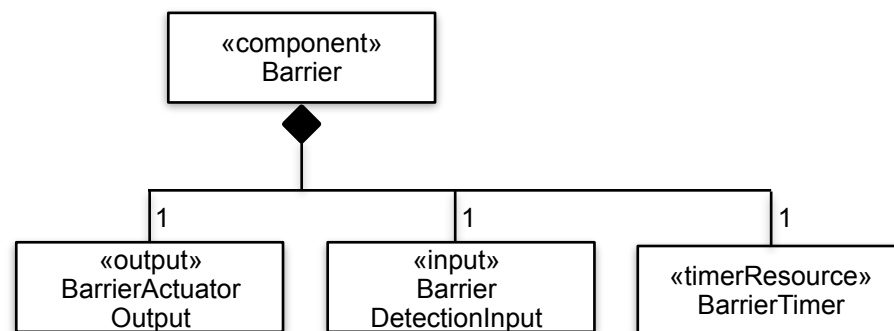 «component»
Barrier
1
1
1
«output»
BarrierActuator
Output
«input»
Barrier
DetectionInput
«timerResource»
BarrierTimer